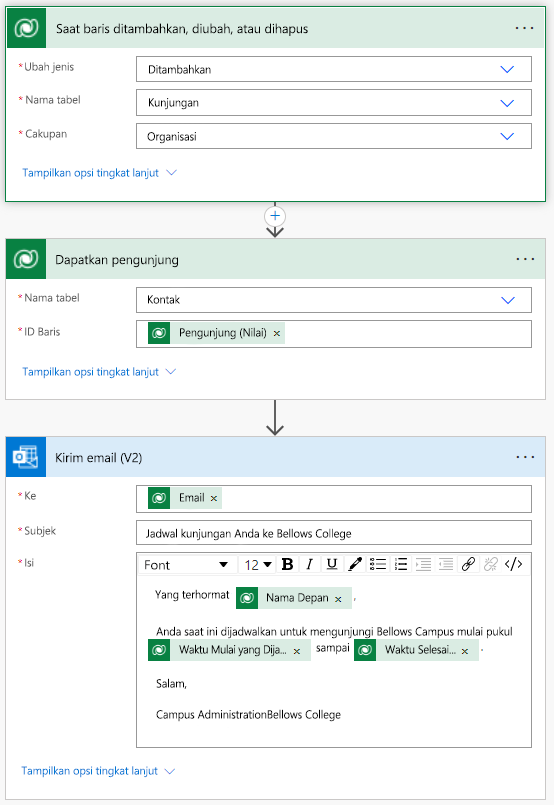 Saat baris ditambahkan, diubah, atau dihapus
* Ubah jenis
Ditambahkan
* Nama tabel
Kunjungan
* Cakupan
Organisasi
Tampilkan opsi tingkat lanjut
Dapatkan pengunjung
* Nama tabel
Kontak
* ID Baris
Pengunjung (Nilai) ×
Tampilkan opsi tingkat lanjut
Kirim email (V2)
* Ke
Email ×
* Subjek
Jadwal kunjungan Anda ke Bellows College
* Isi
Font 12 B I U </>
Yang terhormat Nama Depan × ,
Anda saat ini dijadwalkan untuk mengunjungi Bellows Campus mulai pukul
Waktu Mulai yang Dija... × sampai Waktu Selesai... × .
Salam,
Campus AdministrationBellows College
Tampilkan opsi tingkat lanjut